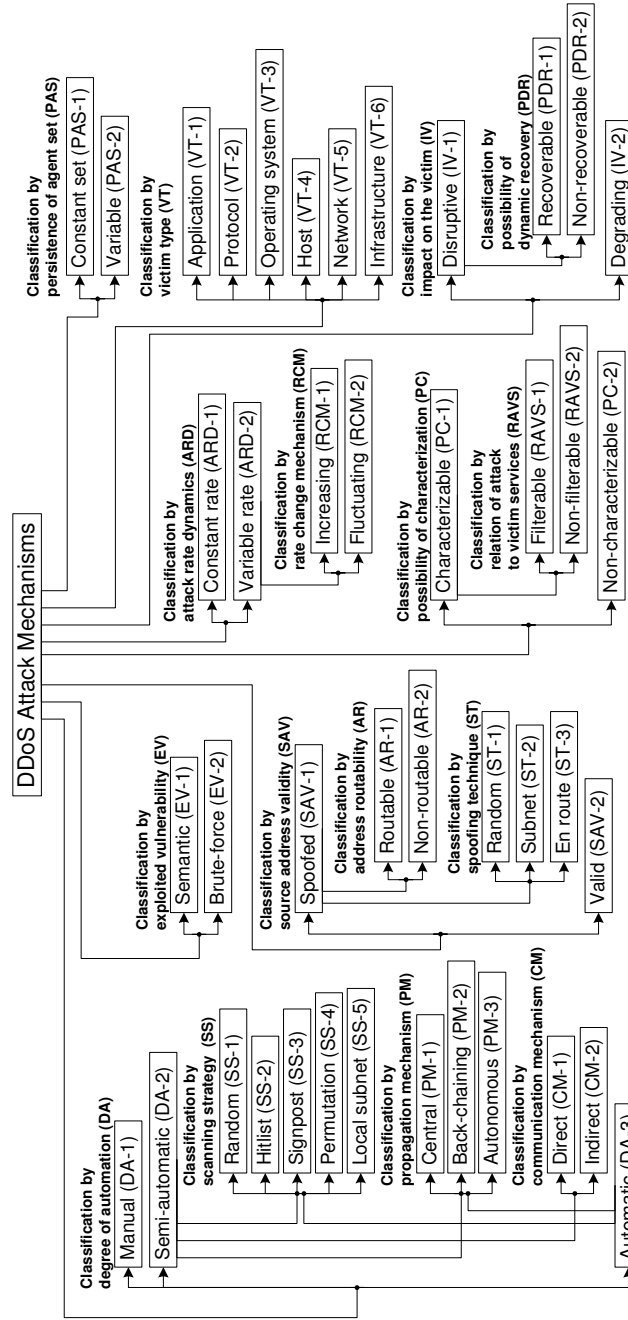 DDoS Attack Mechanisms
Classification by
degree of automation (DA)
Manual (DA-1)
Semi-automatic (DA-2)
Classification by
scanning strategy (SS)
Random (SS-1)
Hitlist (SS-2)
Signpost (SS-3)
Permutation (SS-4)
Local subnet (SS-5)
Classification by
propagation mechanism (PM)
Central (PM-1)
Back-chaining (PM-2)
Autonomous (PM-3)
Classification by
communication mechanism (CM)
Direct (CM-1)
Indirect (CM-2)
Automatic (DA-3)
Classification by
exploited vulnerability (EV)
Semantic (EV-1)
Brute-force (EV-2)
Classification by
source address validity (SAV)
Spoofed (SAV-1)
Classification by
address routability (AR)
Routable (AR-1)
Non-routable (AR-2)
Classification by
spoofing technique (ST)
Random (ST-1)
Subnet (ST-2)
En route (ST-3)
Valid (SAV-2)
Classification by
attack rate dynamics (ARD)
Constant rate (ARD-1)
Variable rate (ARD-2)
Classification by
rate change mechanism (RCM)
Increasing (RCM-1)
Fluctuating (RCM-2)
Classification by
possibility of characterization (PC)
Characterizable (PC-1)
Classification by
relation of attack
to victim services (RAVS)
Filterable (RAVS-1)
Non-filterable (RAVS-2)
Non-characterizable (PC-2)
Classification by
persistence of agent set (PAS)
Constant set (PAS-1)
Variable (PAS-2)
Classification by
victim type (VT)
Application (VT-1)
Protocol (VT-2)
Operating system (VT-3)
Host (VT-4)
Network (VT-5)
Infrastructure (VT-6)
Classification by
impact on the victim (IV)
Disruptive (IV-1)
Classification by
possibility of
dynamic recovery (PDR)
Recoverable (PDR-1)
Non-recoverable (PDR-2)
Degrading (IV-2)